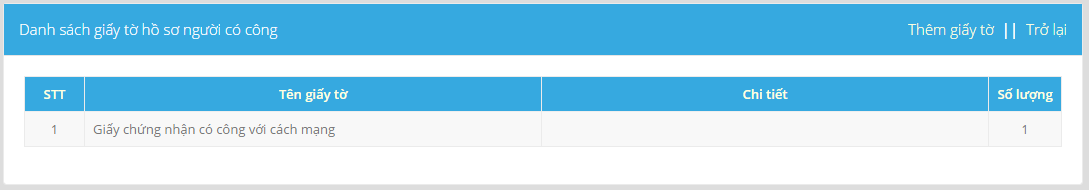 Danh sách giấy tờ hồ sơ người có công
Thêm giấy tờ || Trở lại
STT Tên giấy tờ Chi tiết Số lượng
1 Giấy chứng nhận có công với cách mạng 1